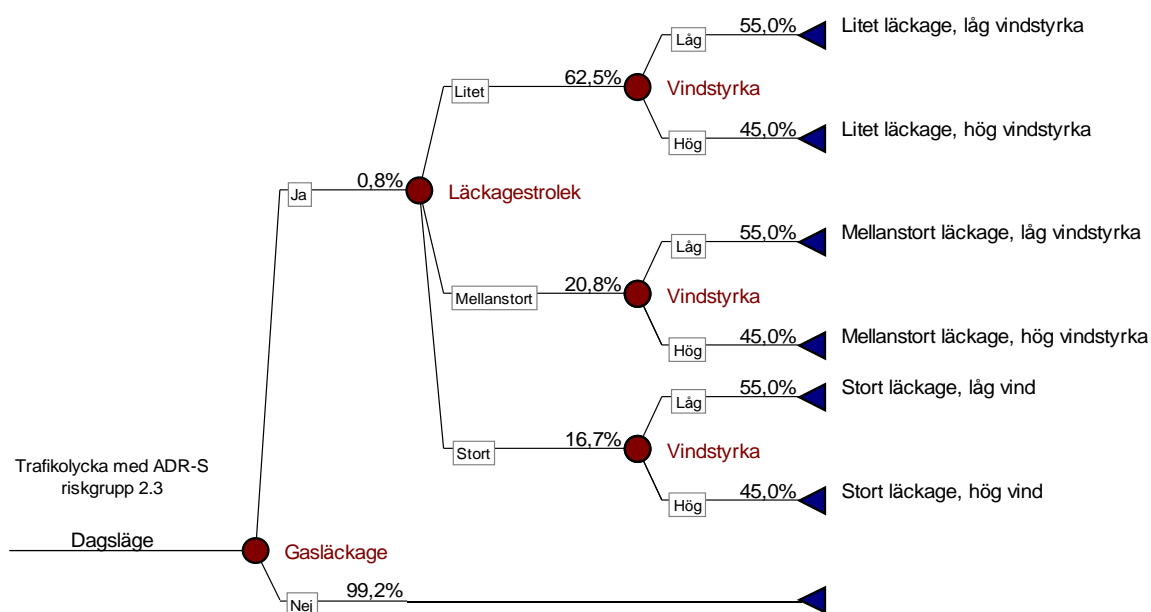 Låg
55,0%
Litet läckage, låg vindstyrka
Litet
62,5%
Vindstyrka
Hög
45,0%
Litet läckage, hög vindstyrka
Ja
0,8%
Läckagestrolek
Låg
55,0%
Mellanstort läckage, låg vindstyrka
Mellanstort
20,8%
Vindstyrka
Hög
45,0%
Mellanstort läckage, hög vindstyrka
Låg
55,0%
Stort läckage, låg vind
Stort
16,7%
Vindstyrka
Hög
45,0%
Stort läckage, hög vind
Trafikolycka med ADR-S
riskgrupp 2.3
Dagsläge
Gasläckage
Nej
99,2%